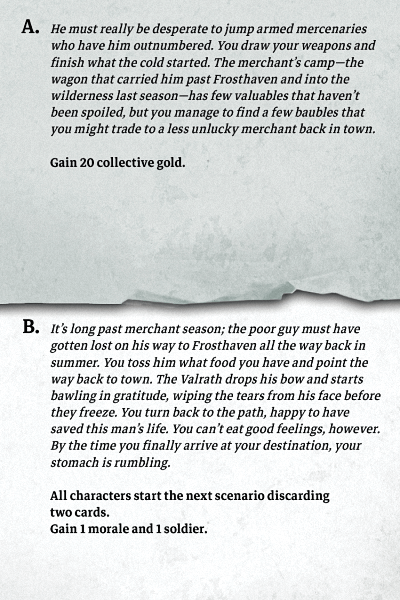 A. He must really be desperate to jump armed mercenaries
who have him outnumbered. You draw your weapons and
finish what the cold started. The merchant's camp—the
wagon that carried him past Frosthaven and into the
wilderness last season—has few valuables that haven't
been spoiled, but you manage to find a few baubles that
you might trade to a less unlucky merchant back in town.
Gain 20 collective gold.
B. It's long past merchant season; the poor guy must have
gotten lost on his way to Frosthaven all the way back in
summer. You toss him what food you have and point the
way back to town. The Valrath drops his bow and starts
bawling in gratitude, wiping the tears from his face before
they freeze. You turn back to the path, happy to have
saved this man's life. You can't eat good feelings, however.
By the time you finally arrive at your destination, your
stomach is rumbling.
All characters start the next scenario discarding
two cards.
Gain 1 morale and 1 soldier.